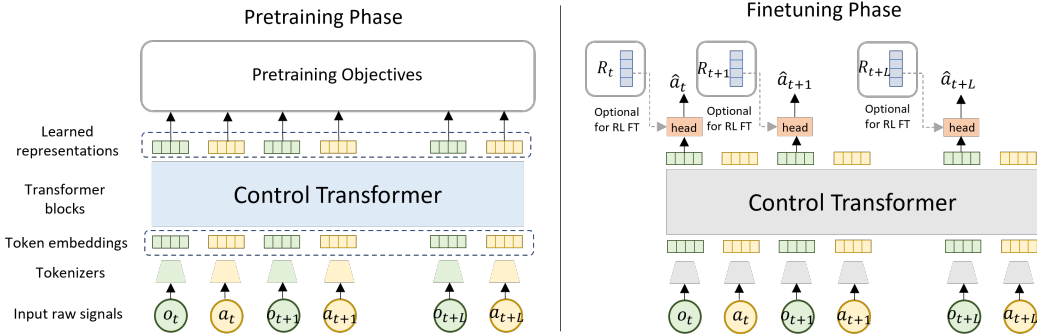 Pretraining Phase
Pretraining Objectives
Learned
representations
Transformer
blocks
Control Transformer
Token embeddings
Tokenizers
Input raw signals
o_t a_t o_{t+1} a_{t+1} o_{t+L} a_{t+L}
Finetuning Phase
R_t R_{t+1} R_{t+L}
â_t â_{t+1} â_{t+L}
Optional
for RL FT
Optional
for RL FT
Optional
for RL FT
head head head
Control Transformer
o_t a_t o_{t+1} a_{t+1} o_{t+L} a_{t+L}